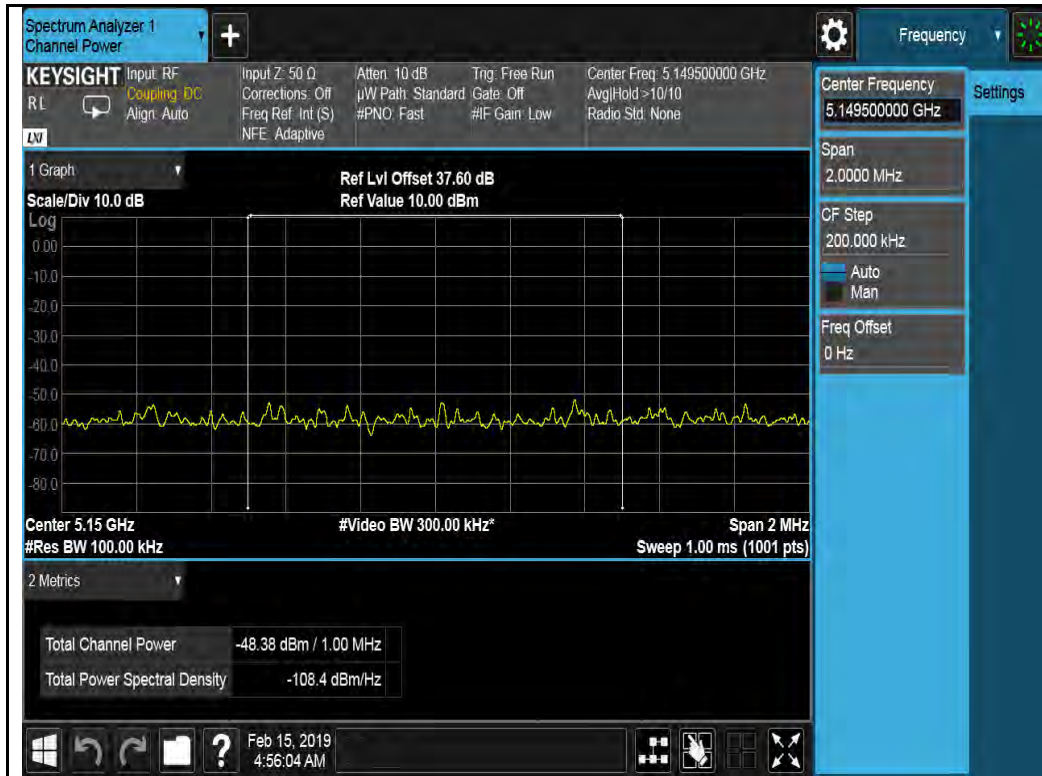 Spectrum Analyzer 1
Channel Power
+
Frequency
KEYSIGHT
RL
LXI
Input: RF
Coupling: DC
Align: Auto
Input Z: 50 Ω
Corrections: Off
Freq Ref: Int (S)
NFE: Adaptive
Atten: 10 dB
µW Path: Standard
#PNO: Fast
Trig: Free Run
Gate: Off
#IF Gain: Low
Center Freq: 5.149500000 GHz
Avg|Hold >10/10
Radio Std: None
1 Graph
Scale/Div 10.0 dB
Ref Lvl Offset 37.60 dB
Ref Value 10.00 dBm
Log
0.00
-10.0
-20.0
-30.0
-40.0
-50.0
-60.0
-70.0
-80.0
Center 5.15 GHz
#Res BW 100.00 kHz
#Video BW 300.00 kHz*
Span 2 MHz
Sweep 1.00 ms (1001 pts)
2 Metrics
Total Channel Power -48.38 dBm / 1.00 MHz
Total Power Spectral Density -108.4 dBm/Hz
Center Frequency
5.149500000 GHz
Settings
Span
2.0000 MHz
CF Step
200.000 kHz
Auto
Man
Freq Offset
0 Hz
?
Feb 15, 2019
4:56:04 AM